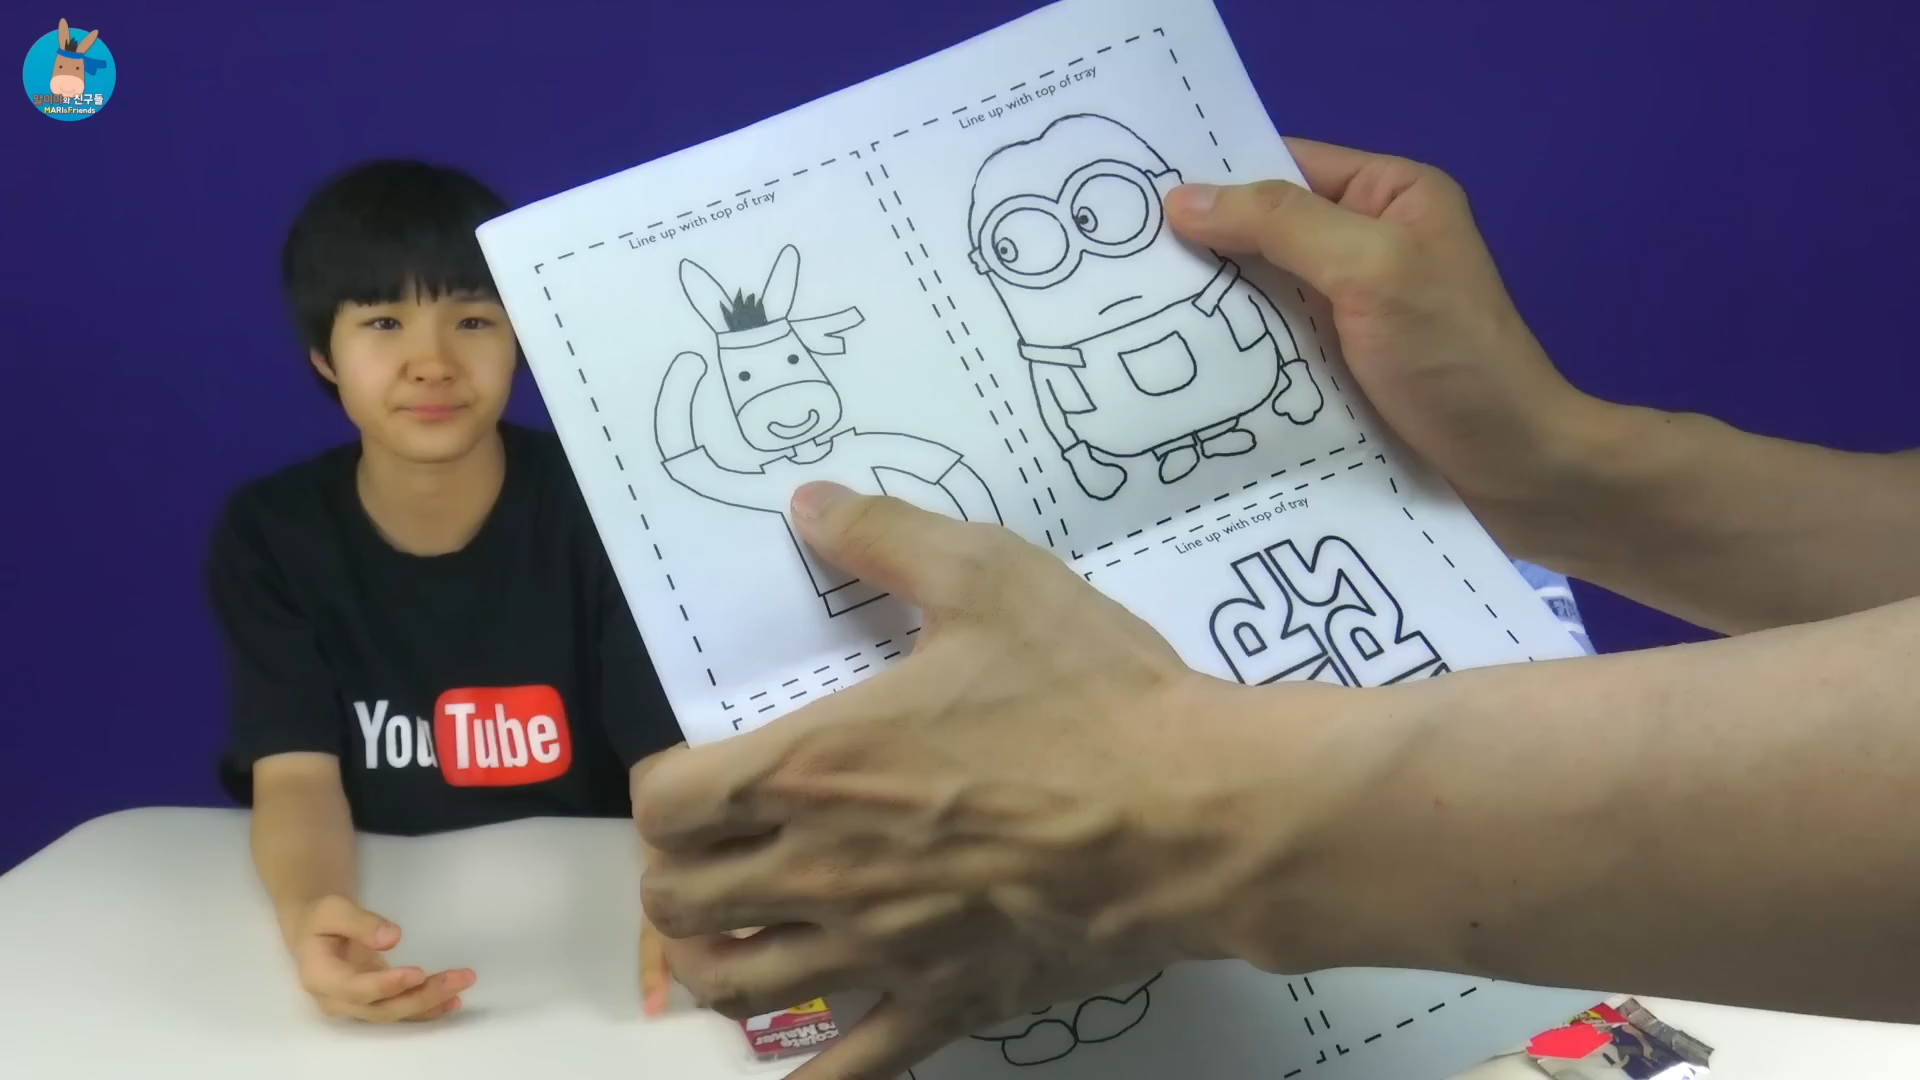 말이야와 친구들
MARI&Friends
Line up with top of tray
Line up with top of tray
Line up with top of tray
YouTube